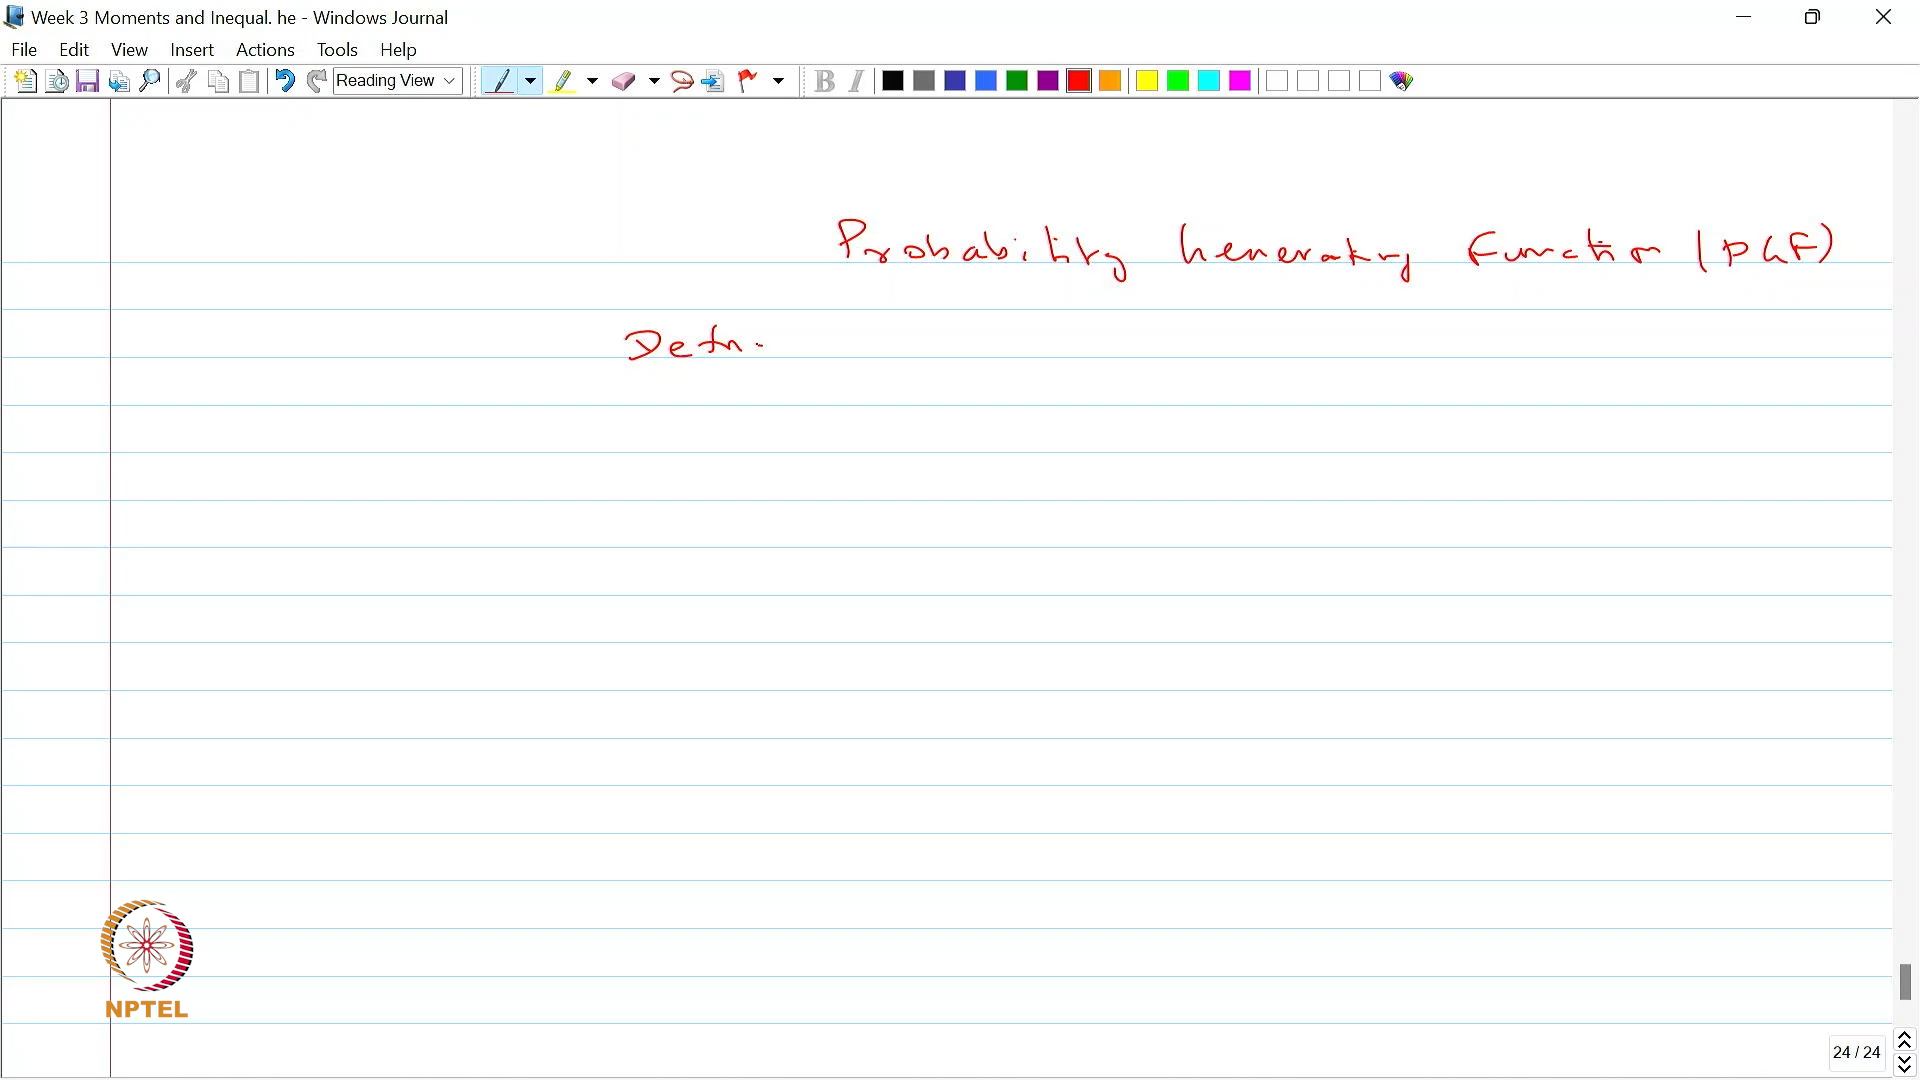 Week 3 Moments and Inequal. he - Windows Journal
File Edit View Insert Actions Tools Help
Reading View B I
Probability Generating Function (PGF)
Defn.
NPTEL
24 / 24